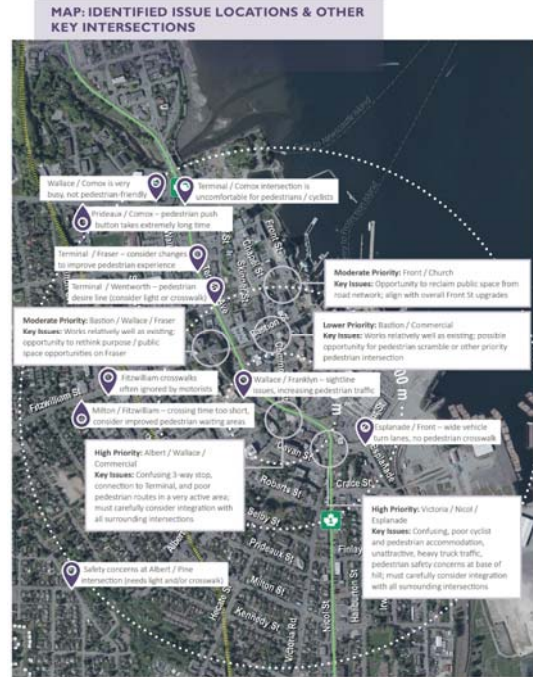 MAP: IDENTIFIED ISSUE LOCATIONS & OTHER
KEY INTERSECTIONS
Wallace / Comox is very
busy, not pedestrian-friendly
Terminal / Comox intersection is
uncomfortable for pedestrians / cyclists
Prideaux / Comox – pedestrian push
button takes extremely long time
Terminal / Fraser – consider changes
to improve pedestrian experience
Terminal / Wentworth – pedestrian
desire line (consider light or crosswalk)
Front St
Chapel St
Skinner St
Moderate Priority: Front / Church
Key Issues: Opportunity to reclaim public space from
road network; align with overall Front St upgrades
Moderate Priority: Bastion / Wallace / Fraser
Key Issues: Works relatively well as existing;
opportunity to rethink purpose / public
space opportunities on Fraser
Bastion
Lower Priority: Bastion / Commercial
Key Issues: Works relatively well as existing; possible
opportunity for pedestrian scramble or other priority
pedestrian intersection
Fitzwilliam St
Fitzwilliam crosswalks
often ignored by motorists
Wallace / Franklyn – sightline
issues, increasing pedestrian traffic
Milton / Fitzwilliam – crossing time too short,
consider improved pedestrian waiting areas
Esplanade / Front – wide vehicle
turn lanes, no pedestrian crosswalk
Esplanade
High Priority: Albert / Wallace /
Commercial
Key Issues: Confusing 3-way stop,
connection to Terminal, and poor
pedestrian routes in a very active area;
must carefully consider integration with
all surrounding intersections
Cavan St
Roberts St
Crace St
Selby St
Prideaux St
Milton St
Kennedy St
Hecate St
Victoria Rd
Nicol St
Haliburton St
Finlay
High Priority: Victoria / Nicol /
Esplanade
Key Issues: Confusing, poor cyclist
and pedestrian accommodation,
unattractive, heavy truck traffic,
pedestrian safety concerns at base of
hill; must carefully consider integration
with all surrounding intersections
Safety concerns at Albert / Pine
intersection (needs light and/or crosswalk)